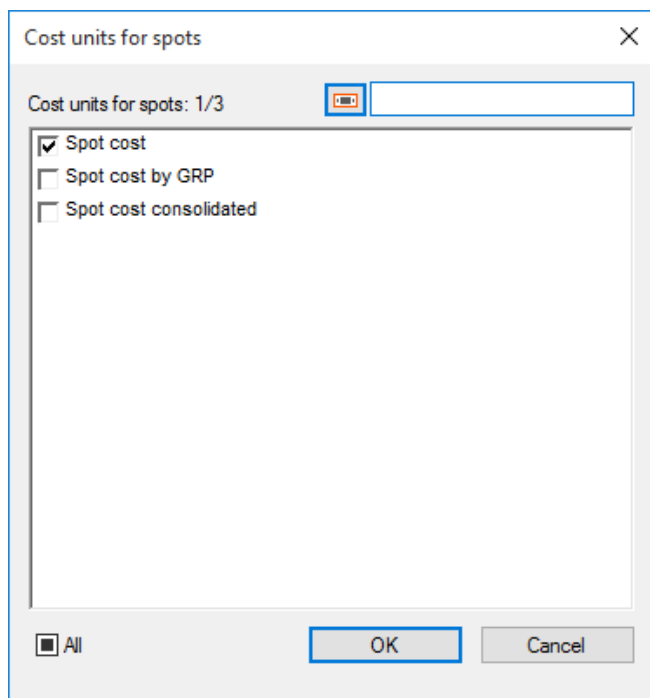 Cost units for spots
Cost units for spots: 1/3
Spot cost
Spot cost by GRP
Spot cost consolidated
All
OK
Cancel